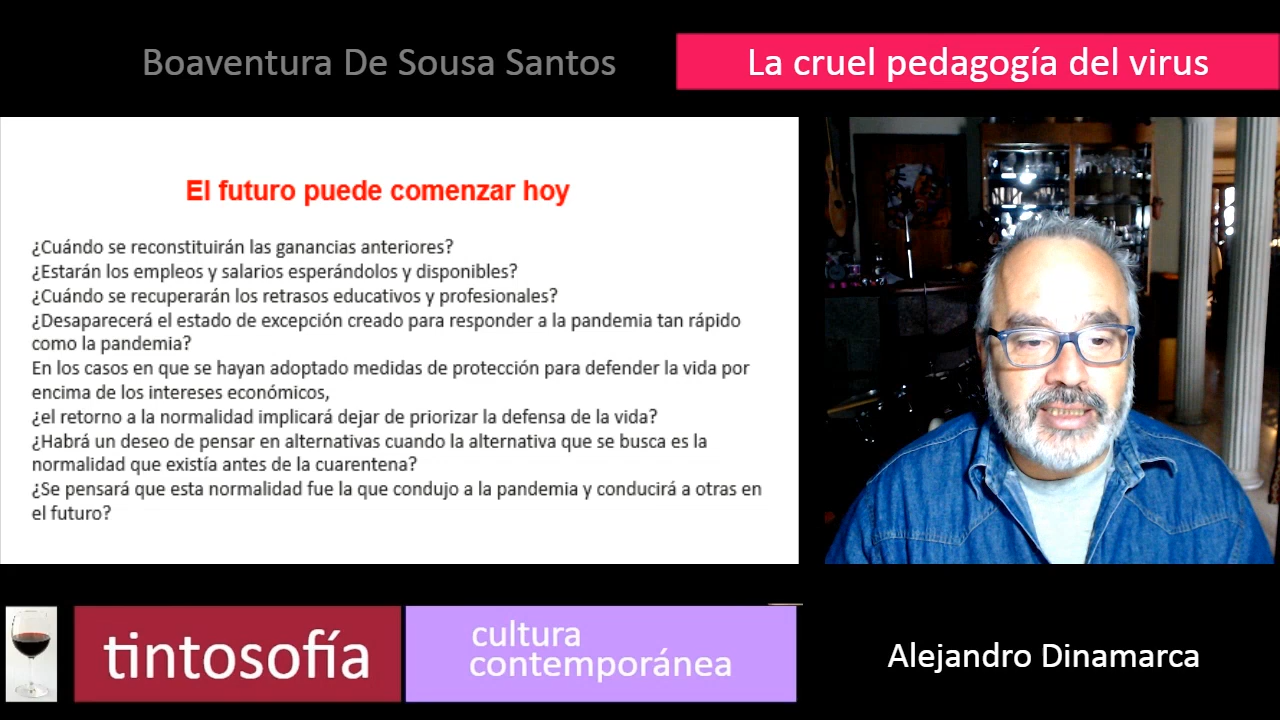 Boaventura De Sousa Santos
La cruel pedagogía del virus
El futuro puede comenzar hoy
¿Cuándo se reconstituirán las ganancias anteriores?
¿Estarán los empleos y salarios esperándolos y disponibles?
¿Cuándo se recuperarán los retrasos educativos y profesionales?
¿Desaparecerá el estado de excepción creado para responder a la pandemia tan rápido
como la pandemia?
En los casos en que se hayan adoptado medidas de protección para defender la vida por
encima de los intereses económicos,
¿el retorno a la normalidad implicará dejar de priorizar la defensa de la vida?
¿Habrá un deseo de pensar en alternativas cuando la alternativa que se busca es la
normalidad que existía antes de la cuarentena?
¿Se pensará que esta normalidad fue la que condujo a la pandemia y conducirá a otras en
el futuro?
tintosofía
cultura
contemporánea
Alejandro Dinamarca